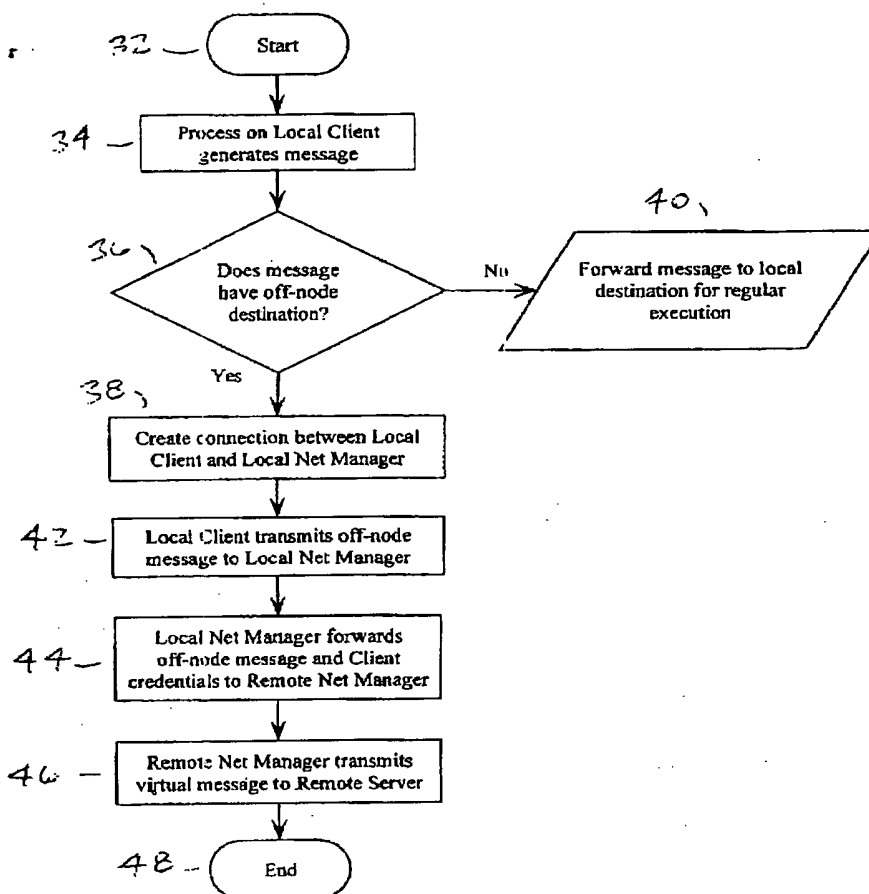 32
Start
34
Process on Local Client
generates message
36
Does message
have off-node
destination?
No
40
Forward message to local
destination for regular
execution
Yes
38
Create connection between Local
Client and Local Net Manager
42
Local Client transmits off-node
message to Local Net Manager
44
Local Net Manager forwards
off-node message and Client
credentials to Remote Net Manager
46
Remote Net Manager transmits
virtual message to Remote Server
48
End